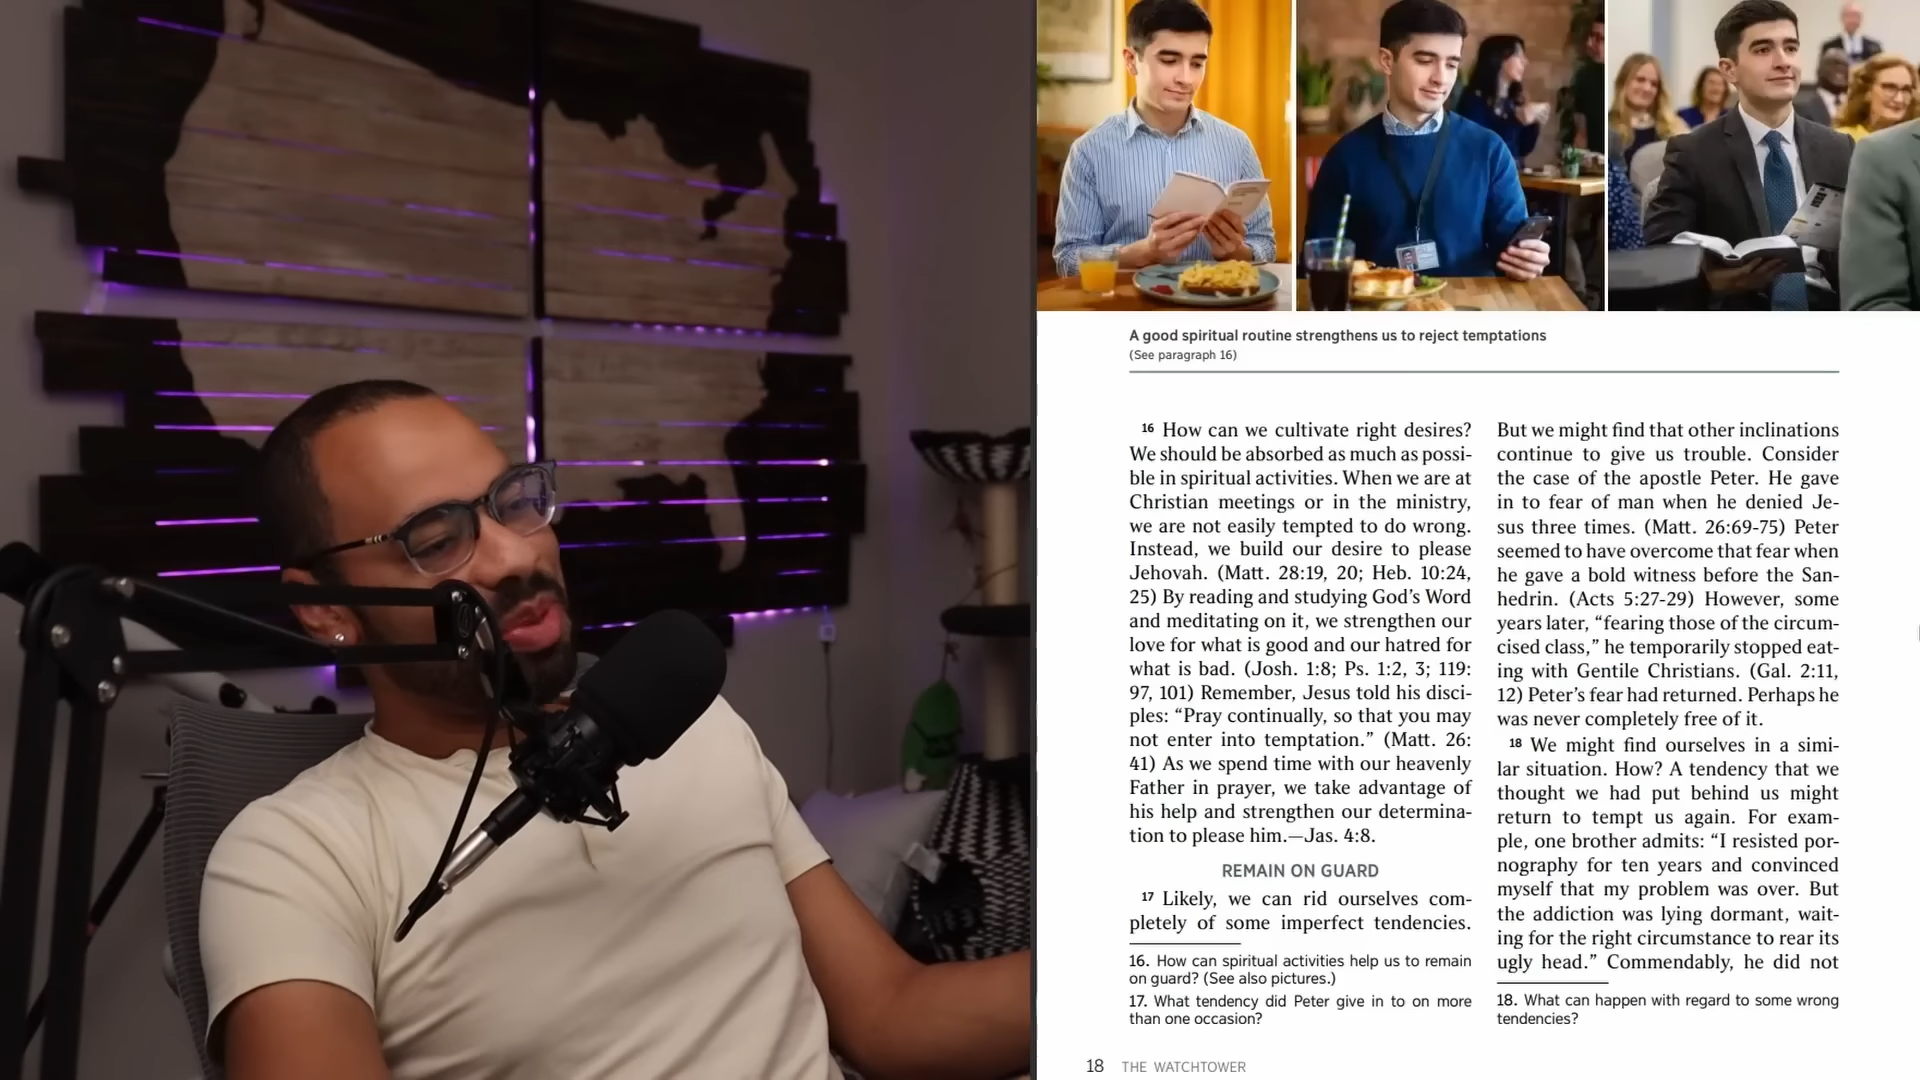 A good spiritual routine strengthens us to reject temptations
(See paragraph 16)
16 How can we cultivate right desires?
We should be absorbed as much as possi-
ble in spiritual activities. When we are at
Christian meetings or in the ministry,
we are not easily tempted to do wrong.
Instead, we build our desire to please
Jehovah. (Matt. 28:19, 20; Heb. 10:24,
25) By reading and studying God’s Word
and meditating on it, we strengthen our
love for what is good and our hatred for
what is bad. (Josh. 1:8; Ps. 1:2, 3; 119:
97, 101) Remember, Jesus told his disci-
ples: “Pray continually, so that you may
not enter into temptation.” (Matt. 26:
41) As we spend time with our heavenly
Father in prayer, we take advantage of
his help and strengthen our determina-
tion to please him.—Jas. 4:8.
REMAIN ON GUARD
17 Likely, we can rid ourselves com-
pletely of some imperfect tendencies.
16. How can spiritual activities help us to remain
on guard? (See also pictures.)
17. What tendency did Peter give in to on more
than one occasion?
But we might find that other inclinations
continue to give us trouble. Consider
the case of the apostle Peter. He gave
in to fear of man when he denied Je-
sus three times. (Matt. 26:69-75) Peter
seemed to have overcome that fear when
he gave a bold witness before the San-
hedrin. (Acts 5:27-29) However, some
years later, “fearing those of the circum-
cised class,” he temporarily stopped eat-
ing with Gentile Christians. (Gal. 2:11,
12) Peter’s fear had returned. Perhaps he
was never completely free of it.
18 We might find ourselves in a simi-
lar situation. How? A tendency that we
thought we had put behind us might
return to tempt us again. For exam-
ple, one brother admits: “I resisted por-
nography for ten years and convinced
myself that my problem was over. But
the addiction was lying dormant, wait-
ing for the right circumstance to rear its
ugly head.” Commendably, he did not
18. What can happen with regard to some wrong
tendencies?
18 THE WATCHTOWER